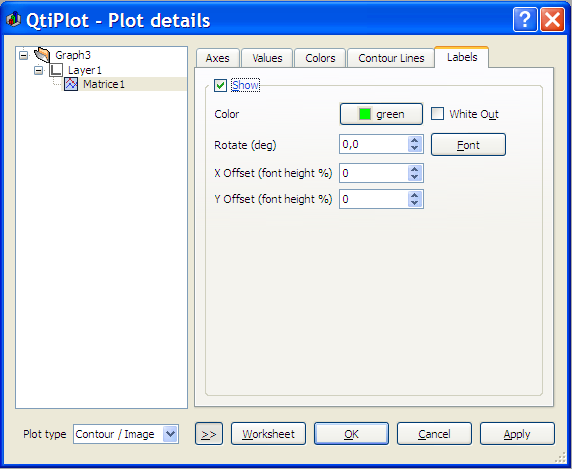 QtiPlot - Plot details
Graph3
Layer1
Matrice1
Axes Values Colors Contour Lines Labels
Show
Color green White Out
Rotate (deg) 0,0 Font
X Offset (font height %) 0
Y Offset (font height %) 0
Plot type Contour / Image >> Worksheet OK Cancel Apply